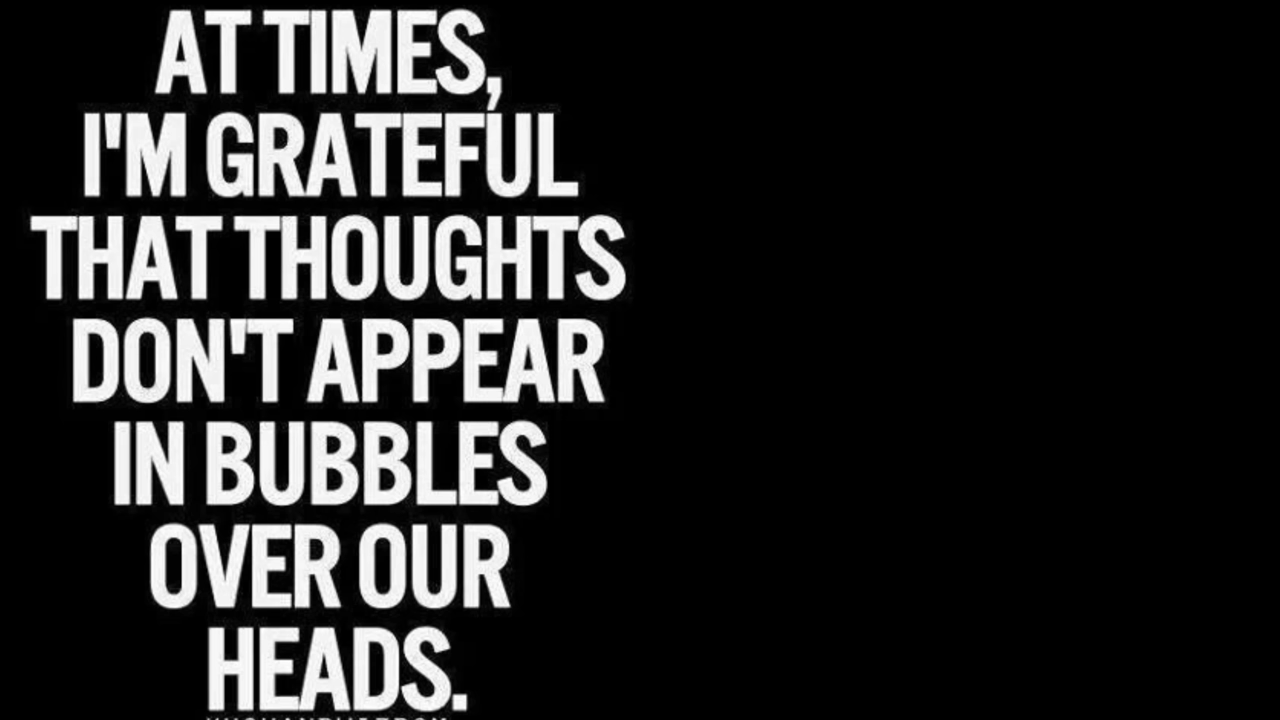 AT TIMES,
I'M GRATEFUL
THAT THOUGHTS
DON'T APPEAR
IN BUBBLES
OVER OUR
HEADS.